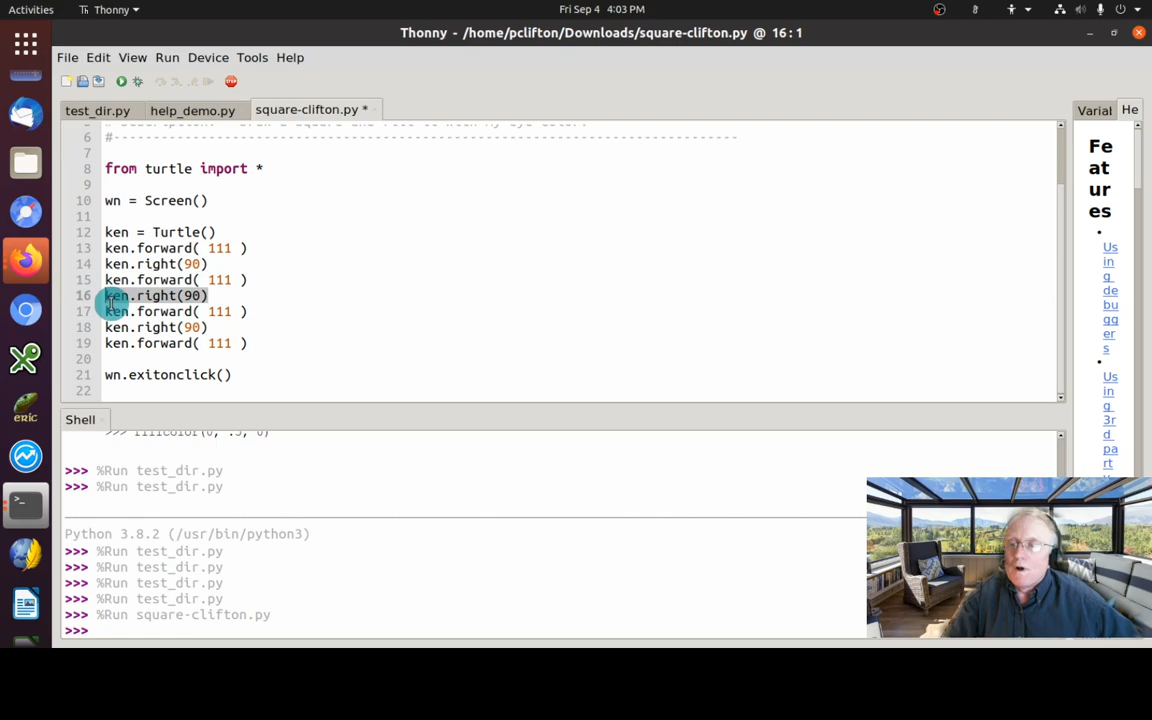 Activities
Thonny
Fri Sep 4 4:03 PM
Thonny - /home/pclifton/Downloads/square-clifton.py @ 16:1
File Edit View Run Device Tools Help
test_dir.py help_demo.py square-clifton.py *
6 #------------------------------------------------------------------------------
7
8 from turtle import *
9
10 wn = Screen()
11
12 ken = Turtle()
13 ken.forward( 111 )
14 ken.right(90)
15 ken.forward( 111 )
16 ken.right(90)
17 ken.forward( 111 )
18 ken.right(90)
19 ken.forward( 111 )
20
21 wn.exitonclick()
22
Shell
>>> fillcolor(0, .5, 0)
>>> %Run test_dir.py
>>> %Run test_dir.py
Python 3.8.2 (/usr/bin/python3)
>>> %Run test_dir.py
>>> %Run test_dir.py
>>> %Run test_dir.py
>>> %Run test_dir.py
>>> %Run square-clifton.py
>>>
Varial He
Fe
at
ur
es
Us
in
g
de
bu
gg
er
s
Us
in
g
3r
d
pa
rt
eric